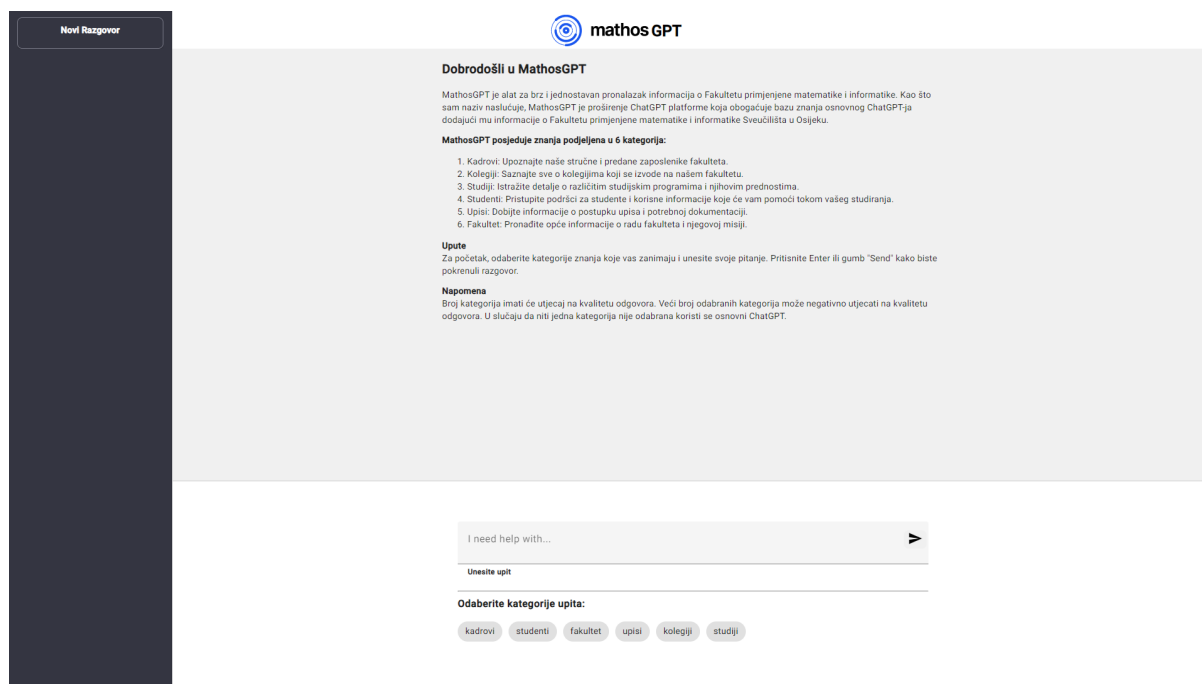 Novi Razgovor
mathos GPT
Dobrodošli u MathosGPT
MathosGPT je alat za brz i jednostavan pronalazak informacija o Fakultetu primjenjene matematike i informatike. Kao što
sam naziv naslućuje, MathosGPT je proširenje ChatGPT platforme koja obogaćuje bazu znanja osnovnog ChatGPT-ja
dodajući mu informacije o Fakultetu primjenjene matematike i informatike Sveučilišta u Osijeku.
MathosGPT posjeduje znanja podjeljena u 6 kategorija:
1. Kadrovi: Upoznajte naše stručne i predane zaposlenike fakulteta.
2. Kolegiji: Saznajte sve o kolegijima koji se izvode na našem fakultetu.
3. Studiji: Istražite detalje o različitim studijskim programima i njihovim prednostima.
4. Studenti: Pristupite podršci za studente i korisne informacije koje će vam pomoći tokom vašeg studiranja.
5. Upisi: Dobijte informacije o postupku upisa i potrebnoj dokumentaciji.
6. Fakultet: Pronađite opće informacije o radu fakulteta i njegovoj misiji.
Upute
Za početak, odaberite kategorije znanja koje vas zanimaju i unesite svoje pitanje. Pritisnite Enter ili gumb "Send" kako biste
pokrenuli razgovor.
Napomena
Broj kategorija imati će utjecaj na kvalitetu odgovora. Veći broj odabranih kategorija može negativno utjecati na kvalitetu
odgovora. U slučaju da niti jedna kategorija nije odabrana koristi se osnovni ChatGPT.
I need help with...
Unesite upit
Odaberite kategorije upita:
kadrovi studenti fakultet upisi kolegiji studiji